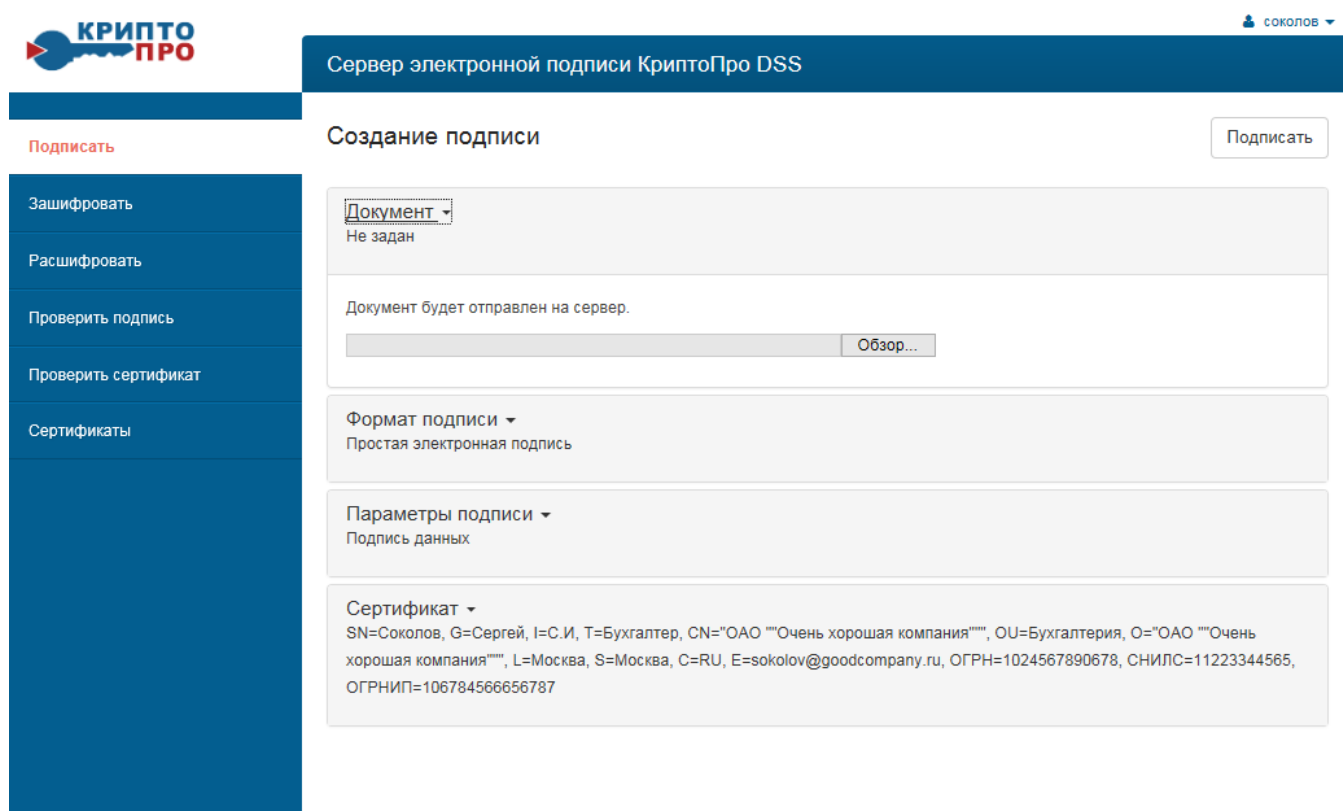 КРИПТО
ПРО
соколов
Сервер электронной подписи КриптоПро DSS
Подписать
Зашифровать
Расшифровать
Проверить подпись
Проверить сертификат
Сертификаты
Создание подписи
Подписать
Документ
Не задан
Документ будет отправлен на сервер.
Обзор...
Формат подписи
Простая электронная подпись
Параметры подписи
Подпись данных
Сертификат
SN=Соколов, G=Сергей, I=С.И, T=Бухгалтер, CN="ОАО ""Очень хорошая компания""", OU=Бухгалтерия, O="ОАО ""Очень
хорошая компания""", L=Москва, S=Москва, C=RU, E=sokolov@goodcompany.ru, ОГРН=1024567890678, СНИЛС=11223344565,
ОГРНИП=106784566656787